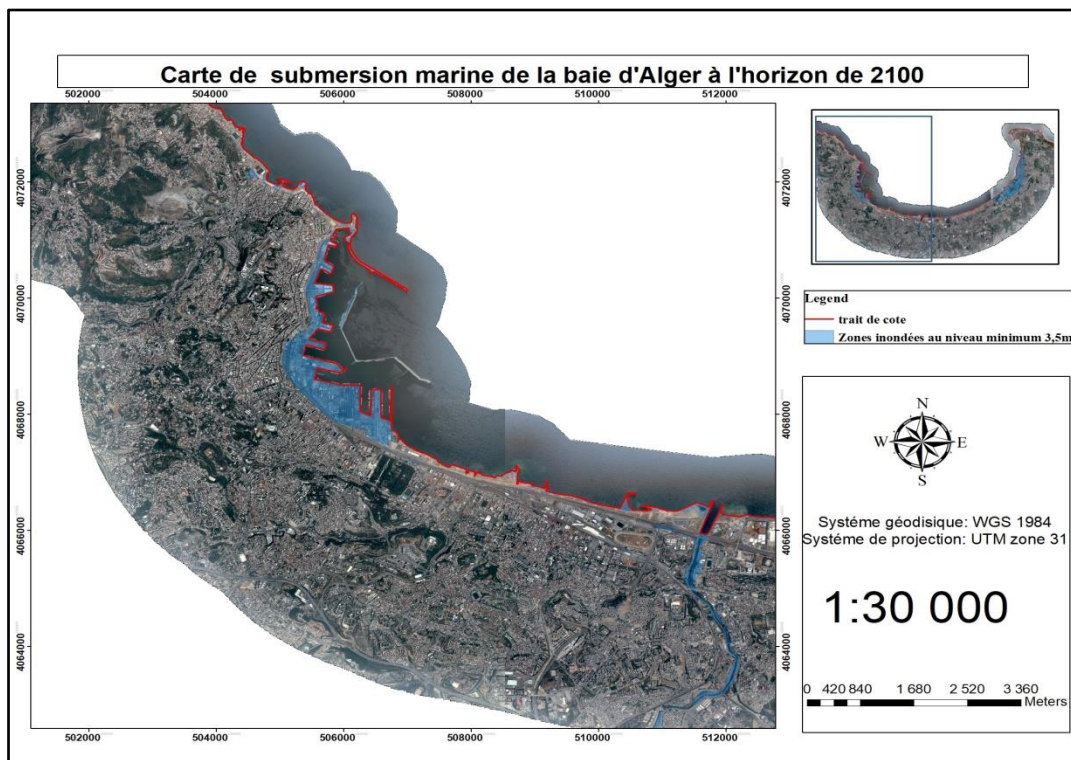 Carte de submersion marine de la baie d'Alger à l'horizon de 2100
502000 504000 506000 508000 510000 512000
4072000 4072000
4070000 4070000
4068000 4068000
4066000 4066000
4064000 4064000
502000 504000 506000 508000 510000 512000
Legend
trait de cote
Zones inondées au niveau minimum 3,5m
N
W E
S
Systéme géodisique: WGS 1984
Systéme de projection: UTM zone 31
1:30 000
0 420 840 1 680 2 520 3 360
Meters